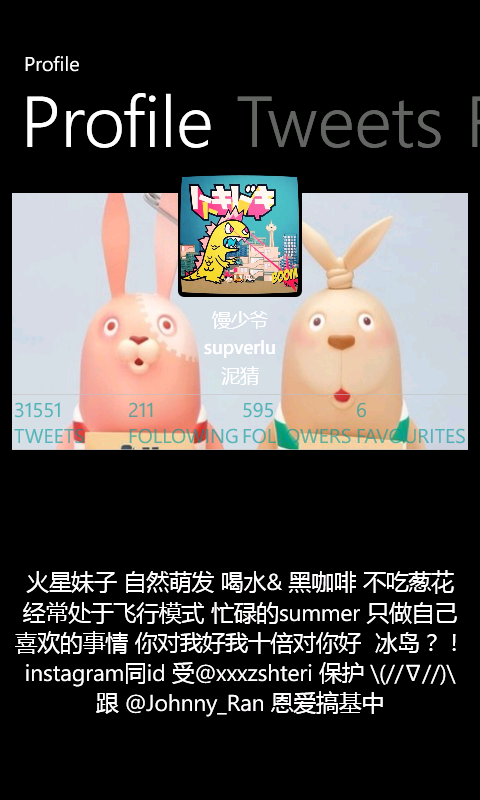 Profile
Profile Tweets
トキドキ
BOOM
馒少爷
supverlu
泥猜
31551 211 595 6
TWEETS FOLLOWING FOLLOWERS FAVOURITES
火星妹子 自然萌发 喝水& 黑咖啡 不吃葱花
经常处于飞行模式 忙碌的summer 只做自己
喜欢的事情 你对我好我十倍对你好 冰岛？！
instagram同id 受@xxxzshteri 保护 \(//∇//)\
跟 @Johnny_Ran 恩爱搞基中